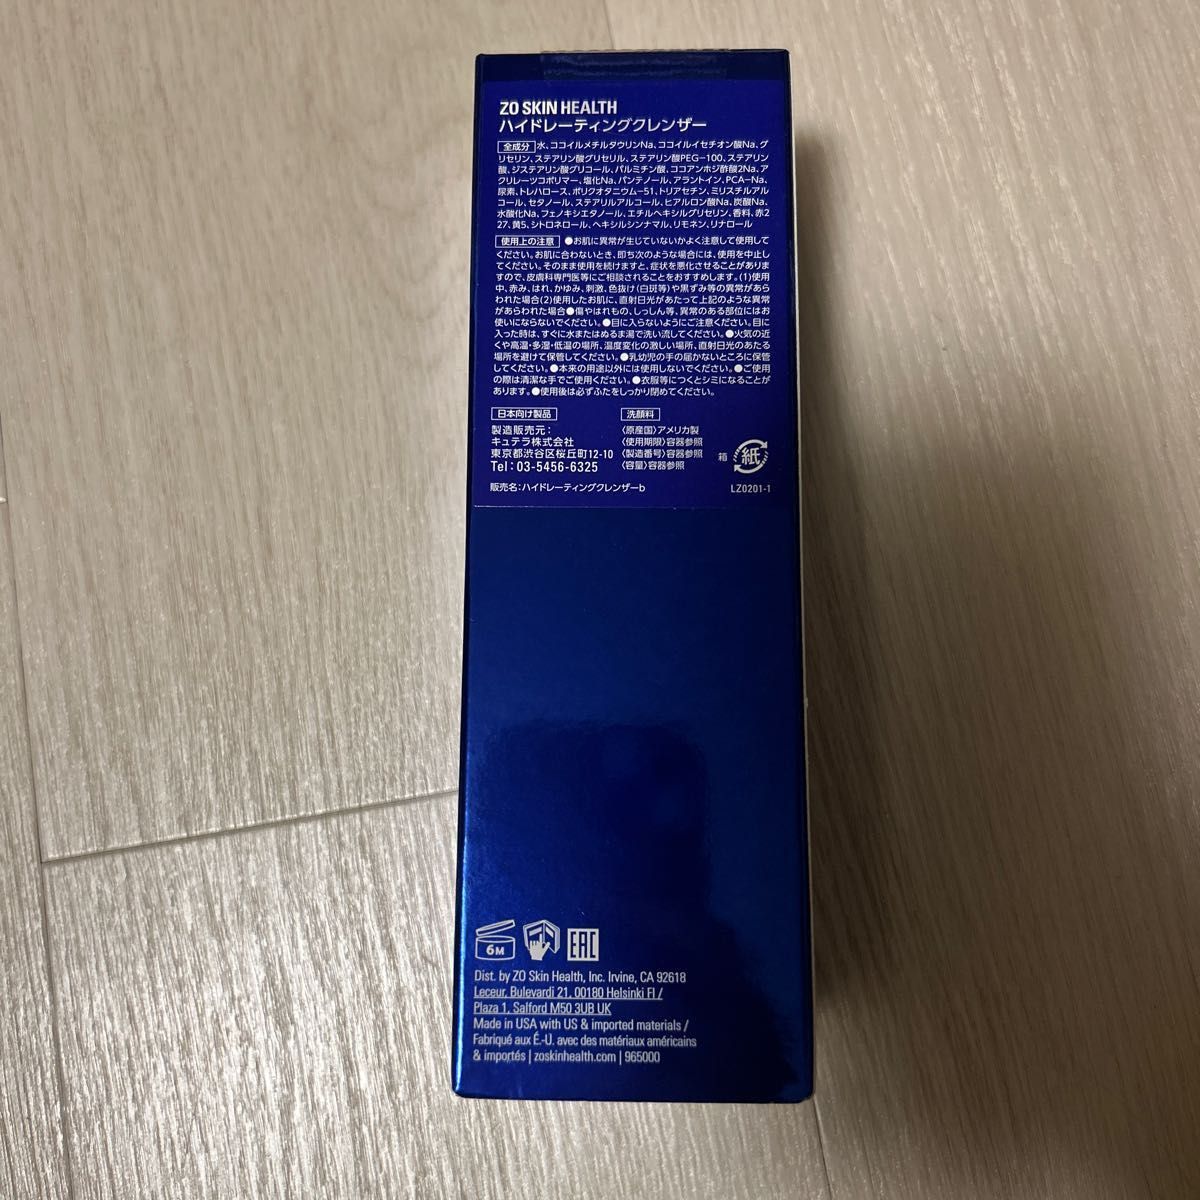 ZO SKIN HEALTH
ハイドレーティングクレンザー
全成分 水、ココイルメチルタウリンNa、ココイルイセチオン酸Na、グ
リセリン、ステアリン酸グリセリル、ステアリン酸PEG-100、ステアリン
酸、ジステアリン酸グリコール、パルミチン酸、ココアンホジ酢酸2Na、ア
クリレーツコポリマー、塩化Na、パンテノール、アラントイン、PCA-Na、
尿素、トレハロース、ポリクオタニウム-51、トリアセチン、ミリスチルアル
コール、セタノール、ステアリルアルコール、ヒアルロン酸Na、炭酸Na、
水酸化Na、フェノキシエタノール、エチルヘキシルグリセリン、香料、赤2
27、黄5、シトロネロール、ヘキシルシンナマル、リモネン、リナロール
使用上の注意 ●お肌に異常が生じていないかよく注意して使用して
ください。お肌に合わないとき、即ち次のような場合には、使用を中止し
てください。そのまま使用を続けますと、症状を悪化させることがありま
すので、皮膚科専門医等にご相談されることをおすすめします。(1)使用
中、赤み、はれ、かゆみ、刺激、色抜け(白斑等)や黒ずみ等の異常があら
われた場合(2)使用したお肌に、直射日光があたって上記のような異常
があらわれた場合●傷やはれもの、しっしん等、異常のある部位にはお
使いにならないでください。●目に入らないようにご注意ください。目に
入った時は、すぐに水またはぬるま湯で洗い流してください。●火気の近
くや高温・多湿・低温の場所、温度変化の激しい場所、直射日光のあたる
場所を避けて保管してください。●乳幼児の手の届かないところに保管
してください。●本来の用途以外には使用しないでください。●ご使用
の際は清潔な手でご使用ください。●衣服等につくとシミになることが
あります。●使用後は必ずふたをしっかり閉めてください。
日本向け製品
製造販売元：
キュテラ株式会社
東京都渋谷区桜丘町12-10
Tel：03-5456-6325
洗顔料
〈原産国〉アメリカ製
〈使用期限〉容器参照
〈製造番号〉容器参照
〈容量〉容器参照
箱 紙
販売名：ハイドレーティングクレンザーb
LZ0201-1
6M
EAC
Dist. by ZO Skin Health, Inc. Irvine, CA 92618
Leceur, Bulevardi 21, 00180 Helsinki FI /
Plaza 1, Salford M50 3UB UK
Made in USA with US & imported materials /
Fabriqué aux É.-U. avec des matériaux américains
& importés | zoskinhealth.com | 965000